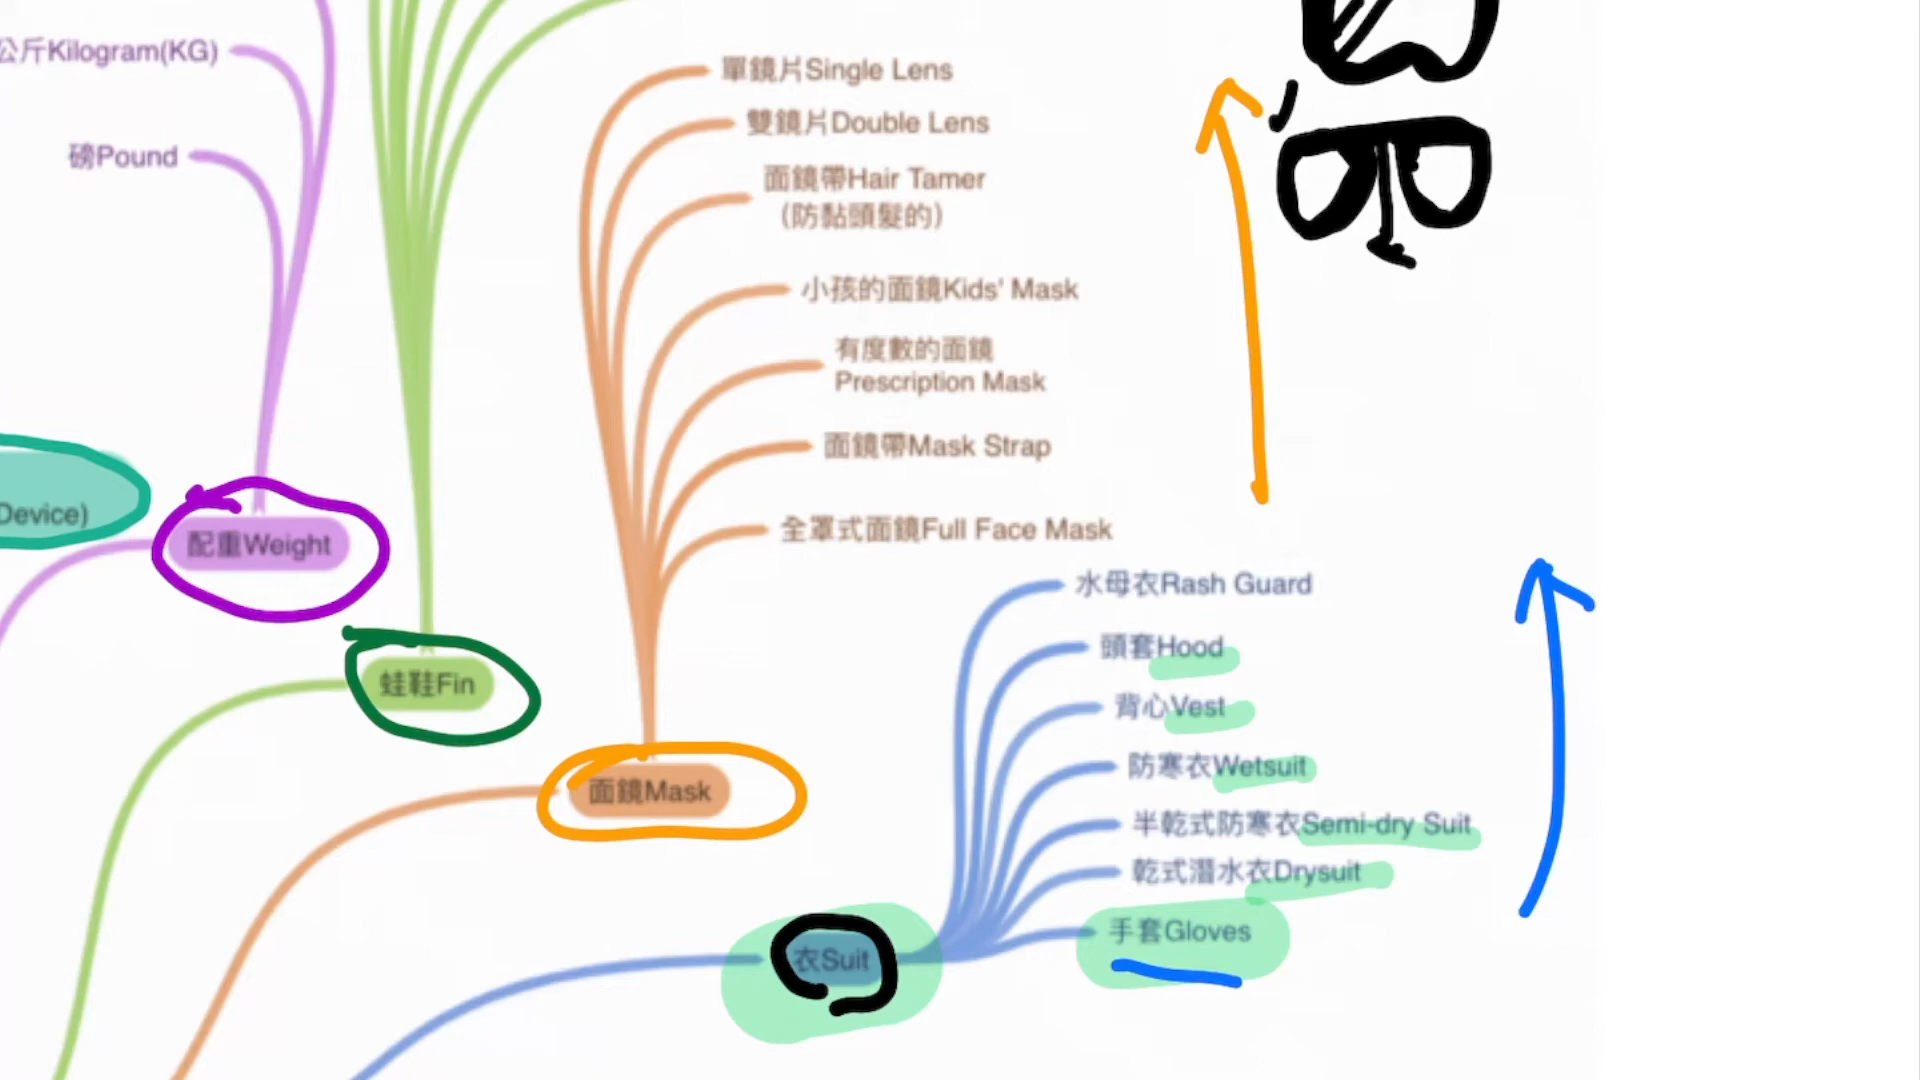 公斤Kilogram(KG)
磅Pound
Device)
配重Weight
蛙鞋Fin
單鏡片Single Lens
雙鏡片Double Lens
面鏡帶Hair Tamer
（防黏頭髮的）
小孩的面鏡Kids' Mask
有度數的面鏡
Prescription Mask
面鏡帶Mask Strap
全罩式面鏡Full Face Mask
面鏡Mask
水母衣Rash Guard
頭套Hood
背心Vest
防寒衣Wetsuit
半乾式防寒衣Semi-dry Suit
乾式潛水衣Drysuit
手套Gloves
衣Suit